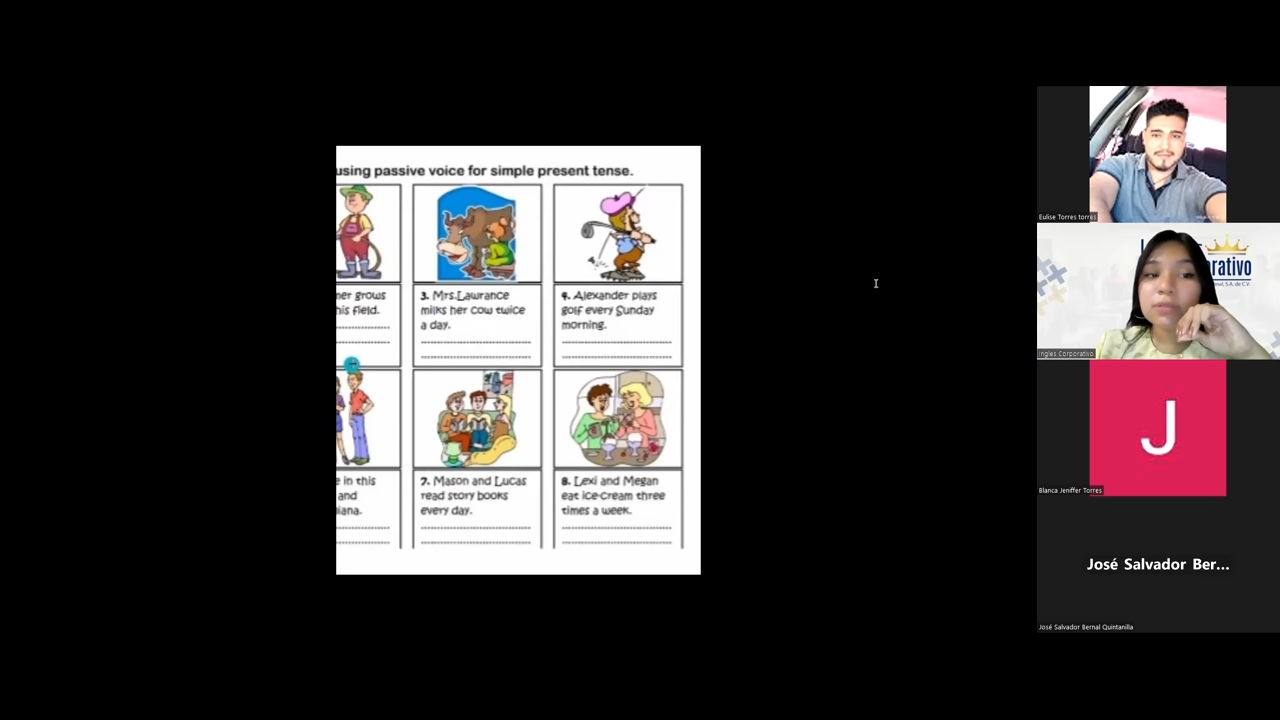 using passive voice for simple present tense.
grows
his field.
3. Mrs.Lawrance
milks her cow twice
a day.
4. Alexander plays
golf every Sunday
morning.
in this
and
7. Mason and Lucas
read story books
every day.
8. Lexi and Megan
eat ice-cream three
times a week.
Eulise Torres torres
Ingles Corporativo
J
Blanca Jeniffer Torres
José Salvador Ber...
José Salvador Bernal Quintanilla